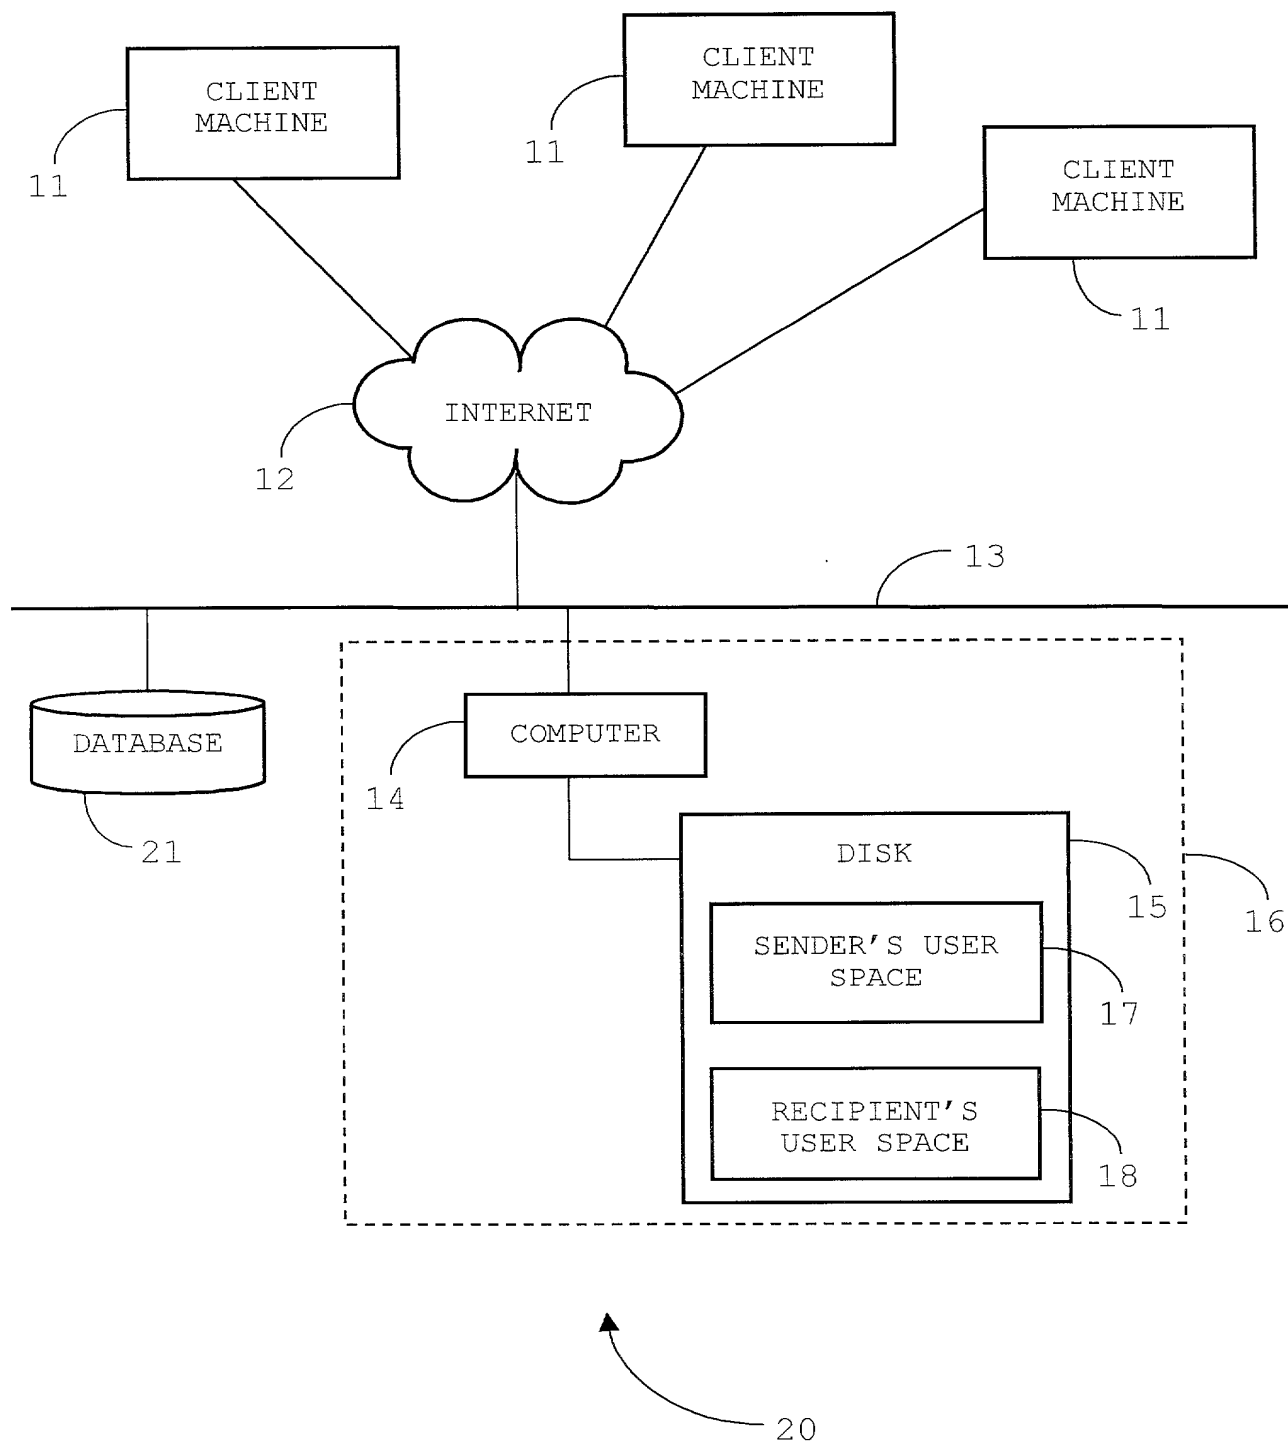 CLIENT
MACHINE
11
CLIENT
MACHINE
11
CLIENT
MACHINE
11
INTERNET
12
13
DATABASE
21
COMPUTER
14
DISK
15
16
SENDER'S USER
SPACE
17
RECIPIENT'S
USER SPACE
18
20